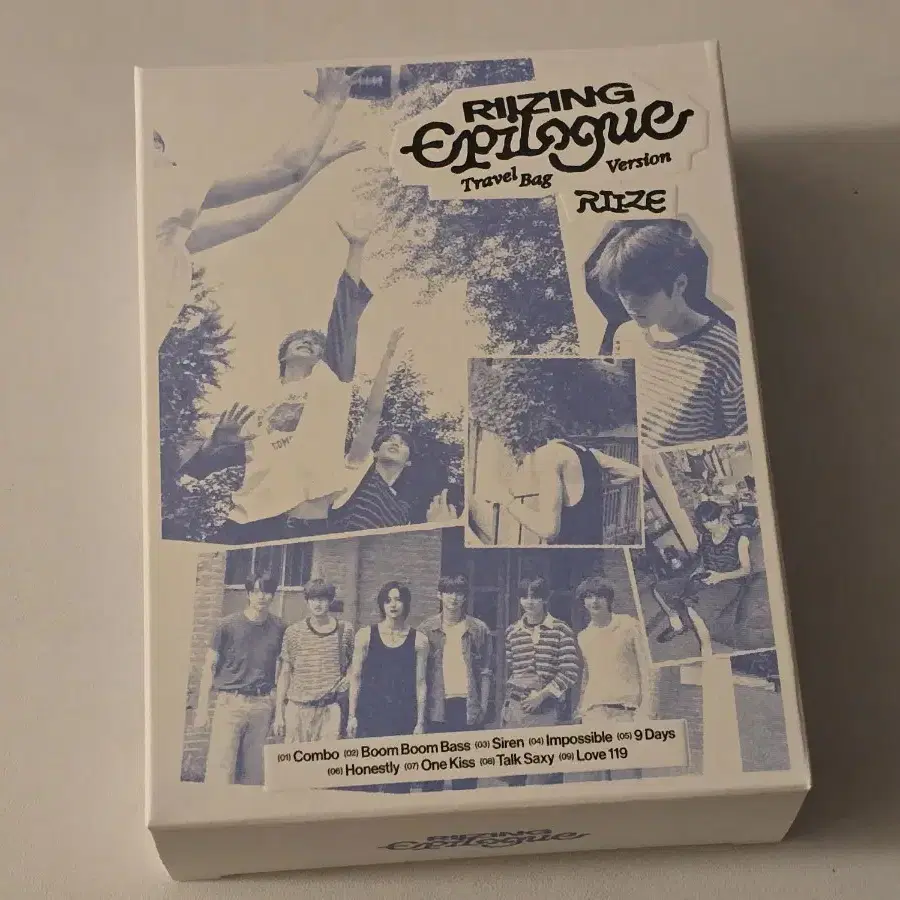 RIIZING
Epilogue
Travel Bag Version
RIIZE
COM
(01) Combo (02) Boom Boom Bass (03) Siren (04) Impossible (05) 9 Days
(06) Honestly (07) One Kiss (08) Talk Saxy (09) Love 119
RIIZING
Epilogue